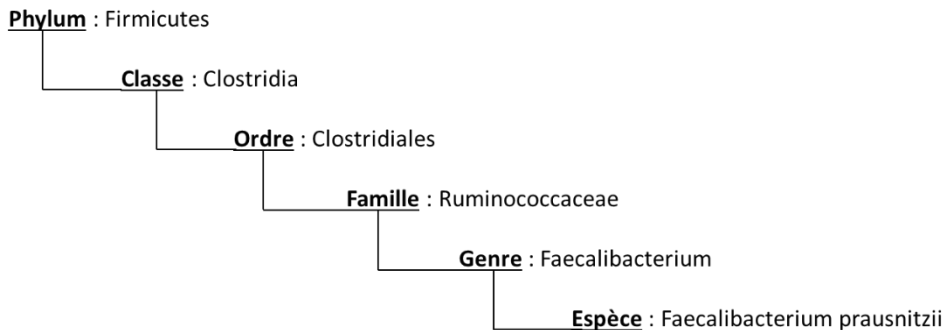 Phylum : Firmicutes
Classe : Clostridia
Ordre : Clostridiales
Famille : Ruminococcaceae
Genre : Faecalibacterium
Espèce : Faecalibacterium prausnitzii